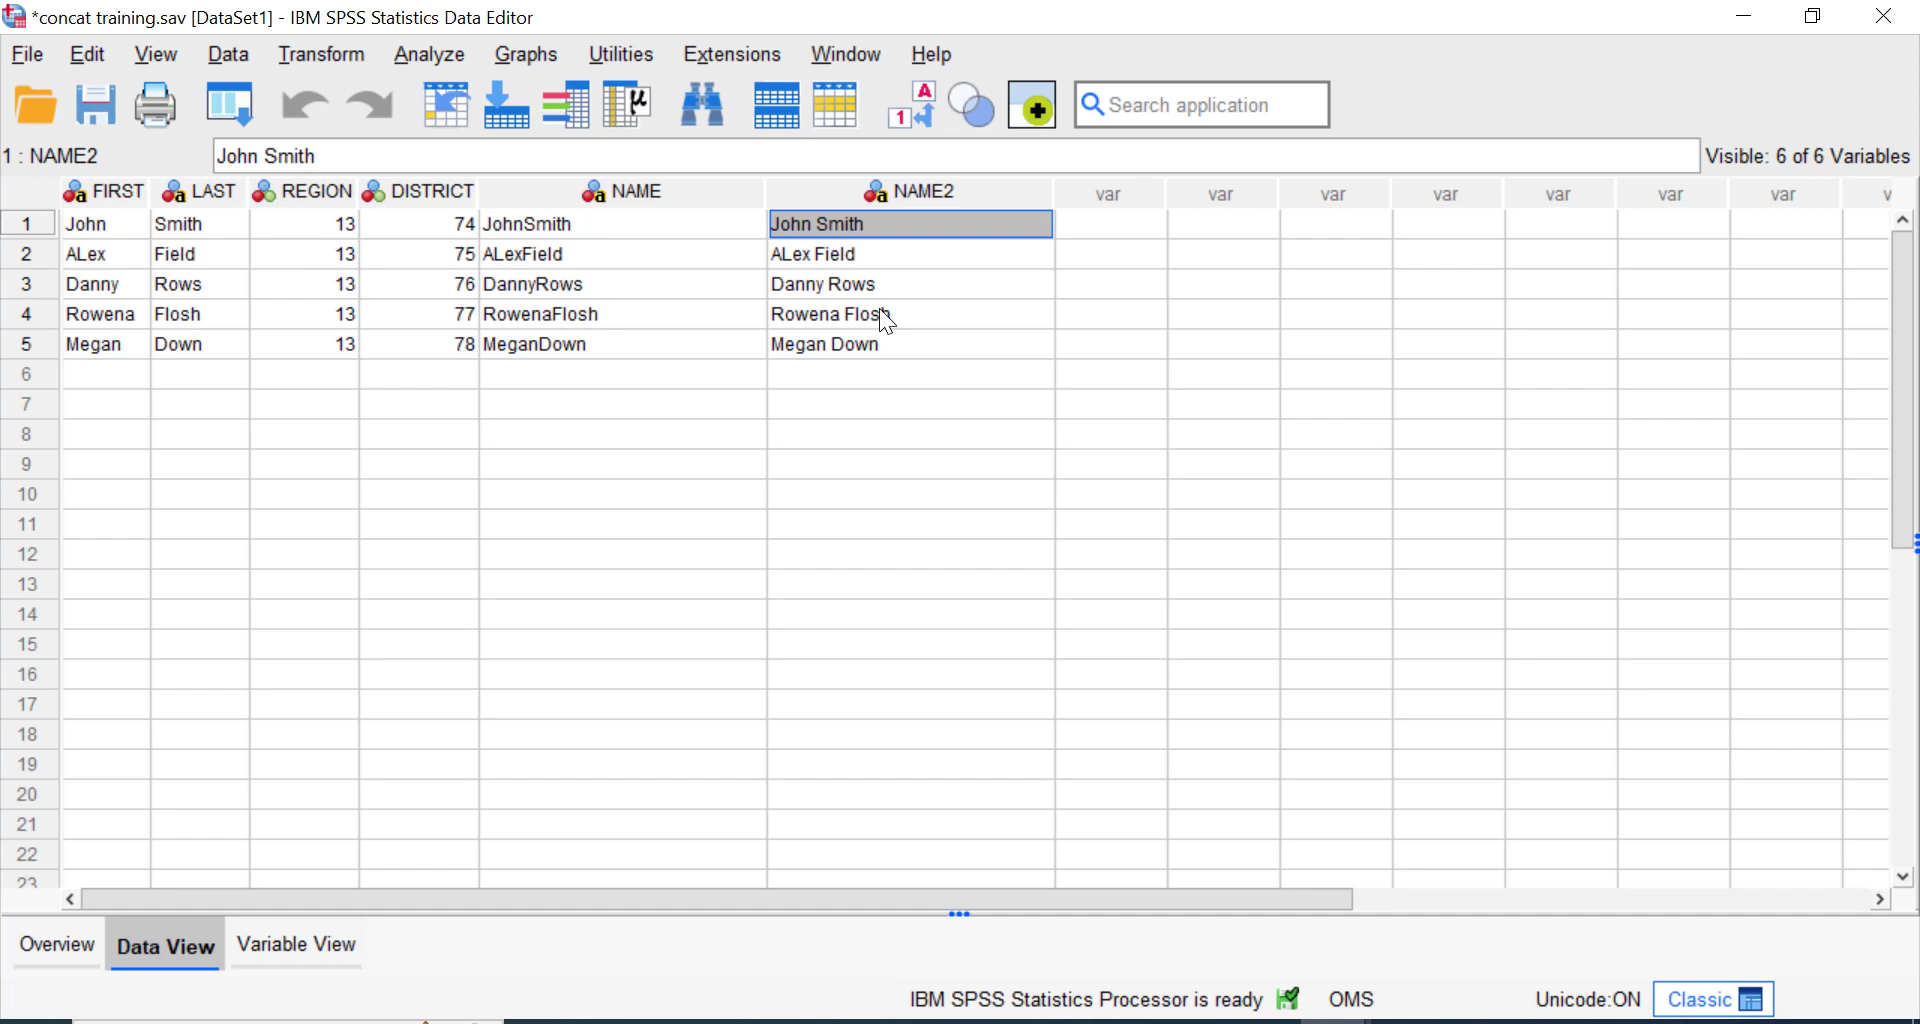 *concat training.sav [DataSet1] - IBM SPSS Statistics Data Editor
File Edit View Data Transform Analyze Graphs Utilities Extensions Window Help
Search application
1 : NAME2 John Smith Visible: 6 of 6 Variables
FIRST LAST REGION DISTRICT NAME NAME2 var var var var var var var
1 John Smith 13 74 JohnSmith John Smith
2 ALex Field 13 75 ALexField ALex Field
3 Danny Rows 13 76 DannyRows Danny Rows
4 Rowena Flosh 13 77 RowenaFlosh Rowena Flosh
5 Megan Down 13 78 MeganDown Megan Down
6
7
8
9
10
11
12
13
14
15
16
17
18
19
20
21
22
23
Overview Data View Variable View
IBM SPSS Statistics Processor is ready OMS Unicode:ON Classic